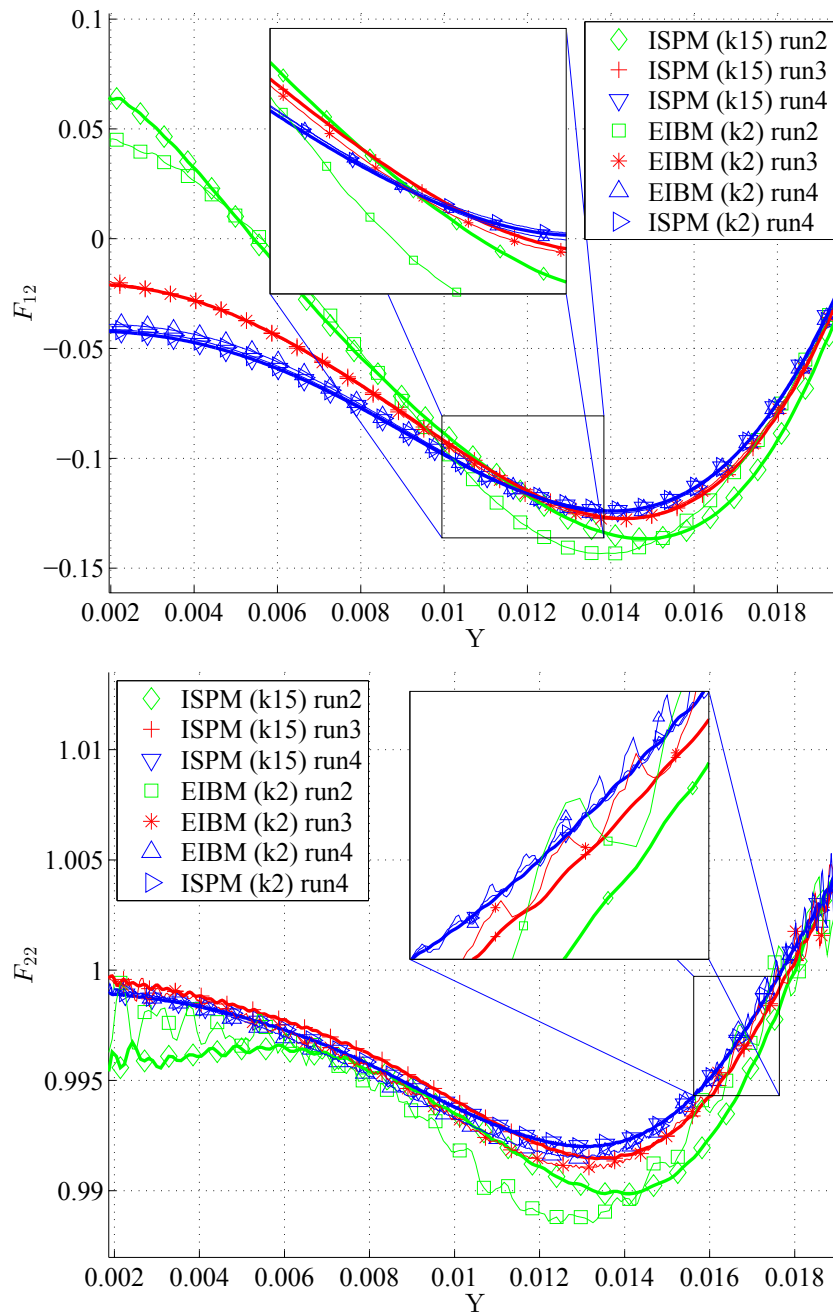 0.1
0.05
0
−0.05
−0.1
−0.15
F12
ISPM (k15) run2
ISPM (k15) run3
ISPM (k15) run4
EIBM (k2) run2
EIBM (k2) run3
EIBM (k2) run4
ISPM (k2) run4
0.002 0.004 0.006 0.008 0.01 0.012 0.014 0.016 0.018
Y
1.01
1.005
1
0.995
0.99
F22
ISPM (k15) run2
ISPM (k15) run3
ISPM (k15) run4
EIBM (k2) run2
EIBM (k2) run3
EIBM (k2) run4
ISPM (k2) run4
0.002 0.004 0.006 0.008 0.01 0.012 0.014 0.016 0.018
Y